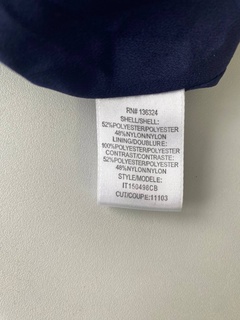 RN# 136324
SHELL/SHELL:
52%POLYESTER/POLYESTER
48%NYLON/NYLON
LINING/DOUBLURE:
100%POLYESTER/POLYESTER
CONTRAST/CONTRASTE:
52%POLYESTER/POLYESTER
48%NYLON/NYLON
STYLE/MODELE:
IT150498CB
CUT/COUPE:11103